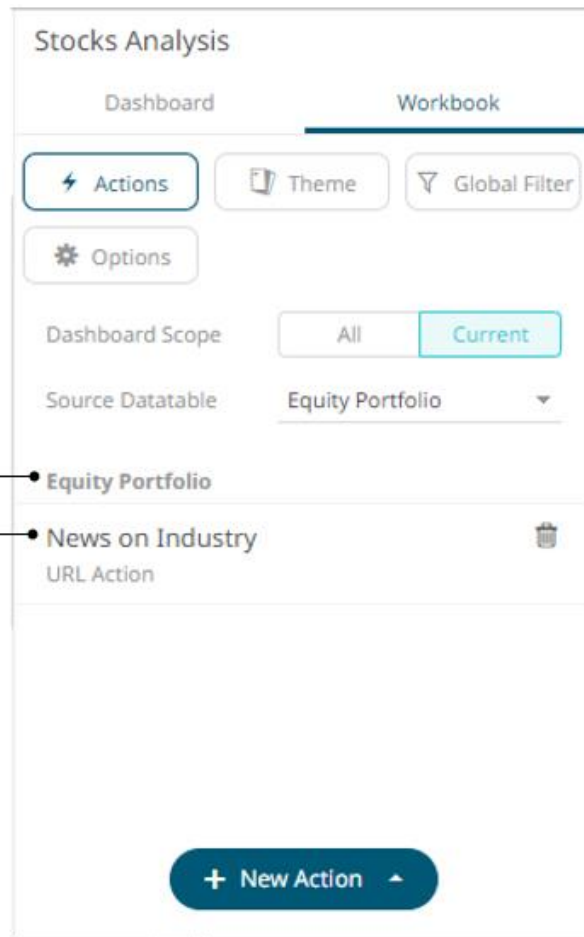 Stocks Analysis
Dashboard Workbook
Actions Theme Global Filter
Options
Dashboard Scope All Current
Source Datatable Equity Portfolio
Equity Portfolio
News on Industry
URL Action
+ New Action